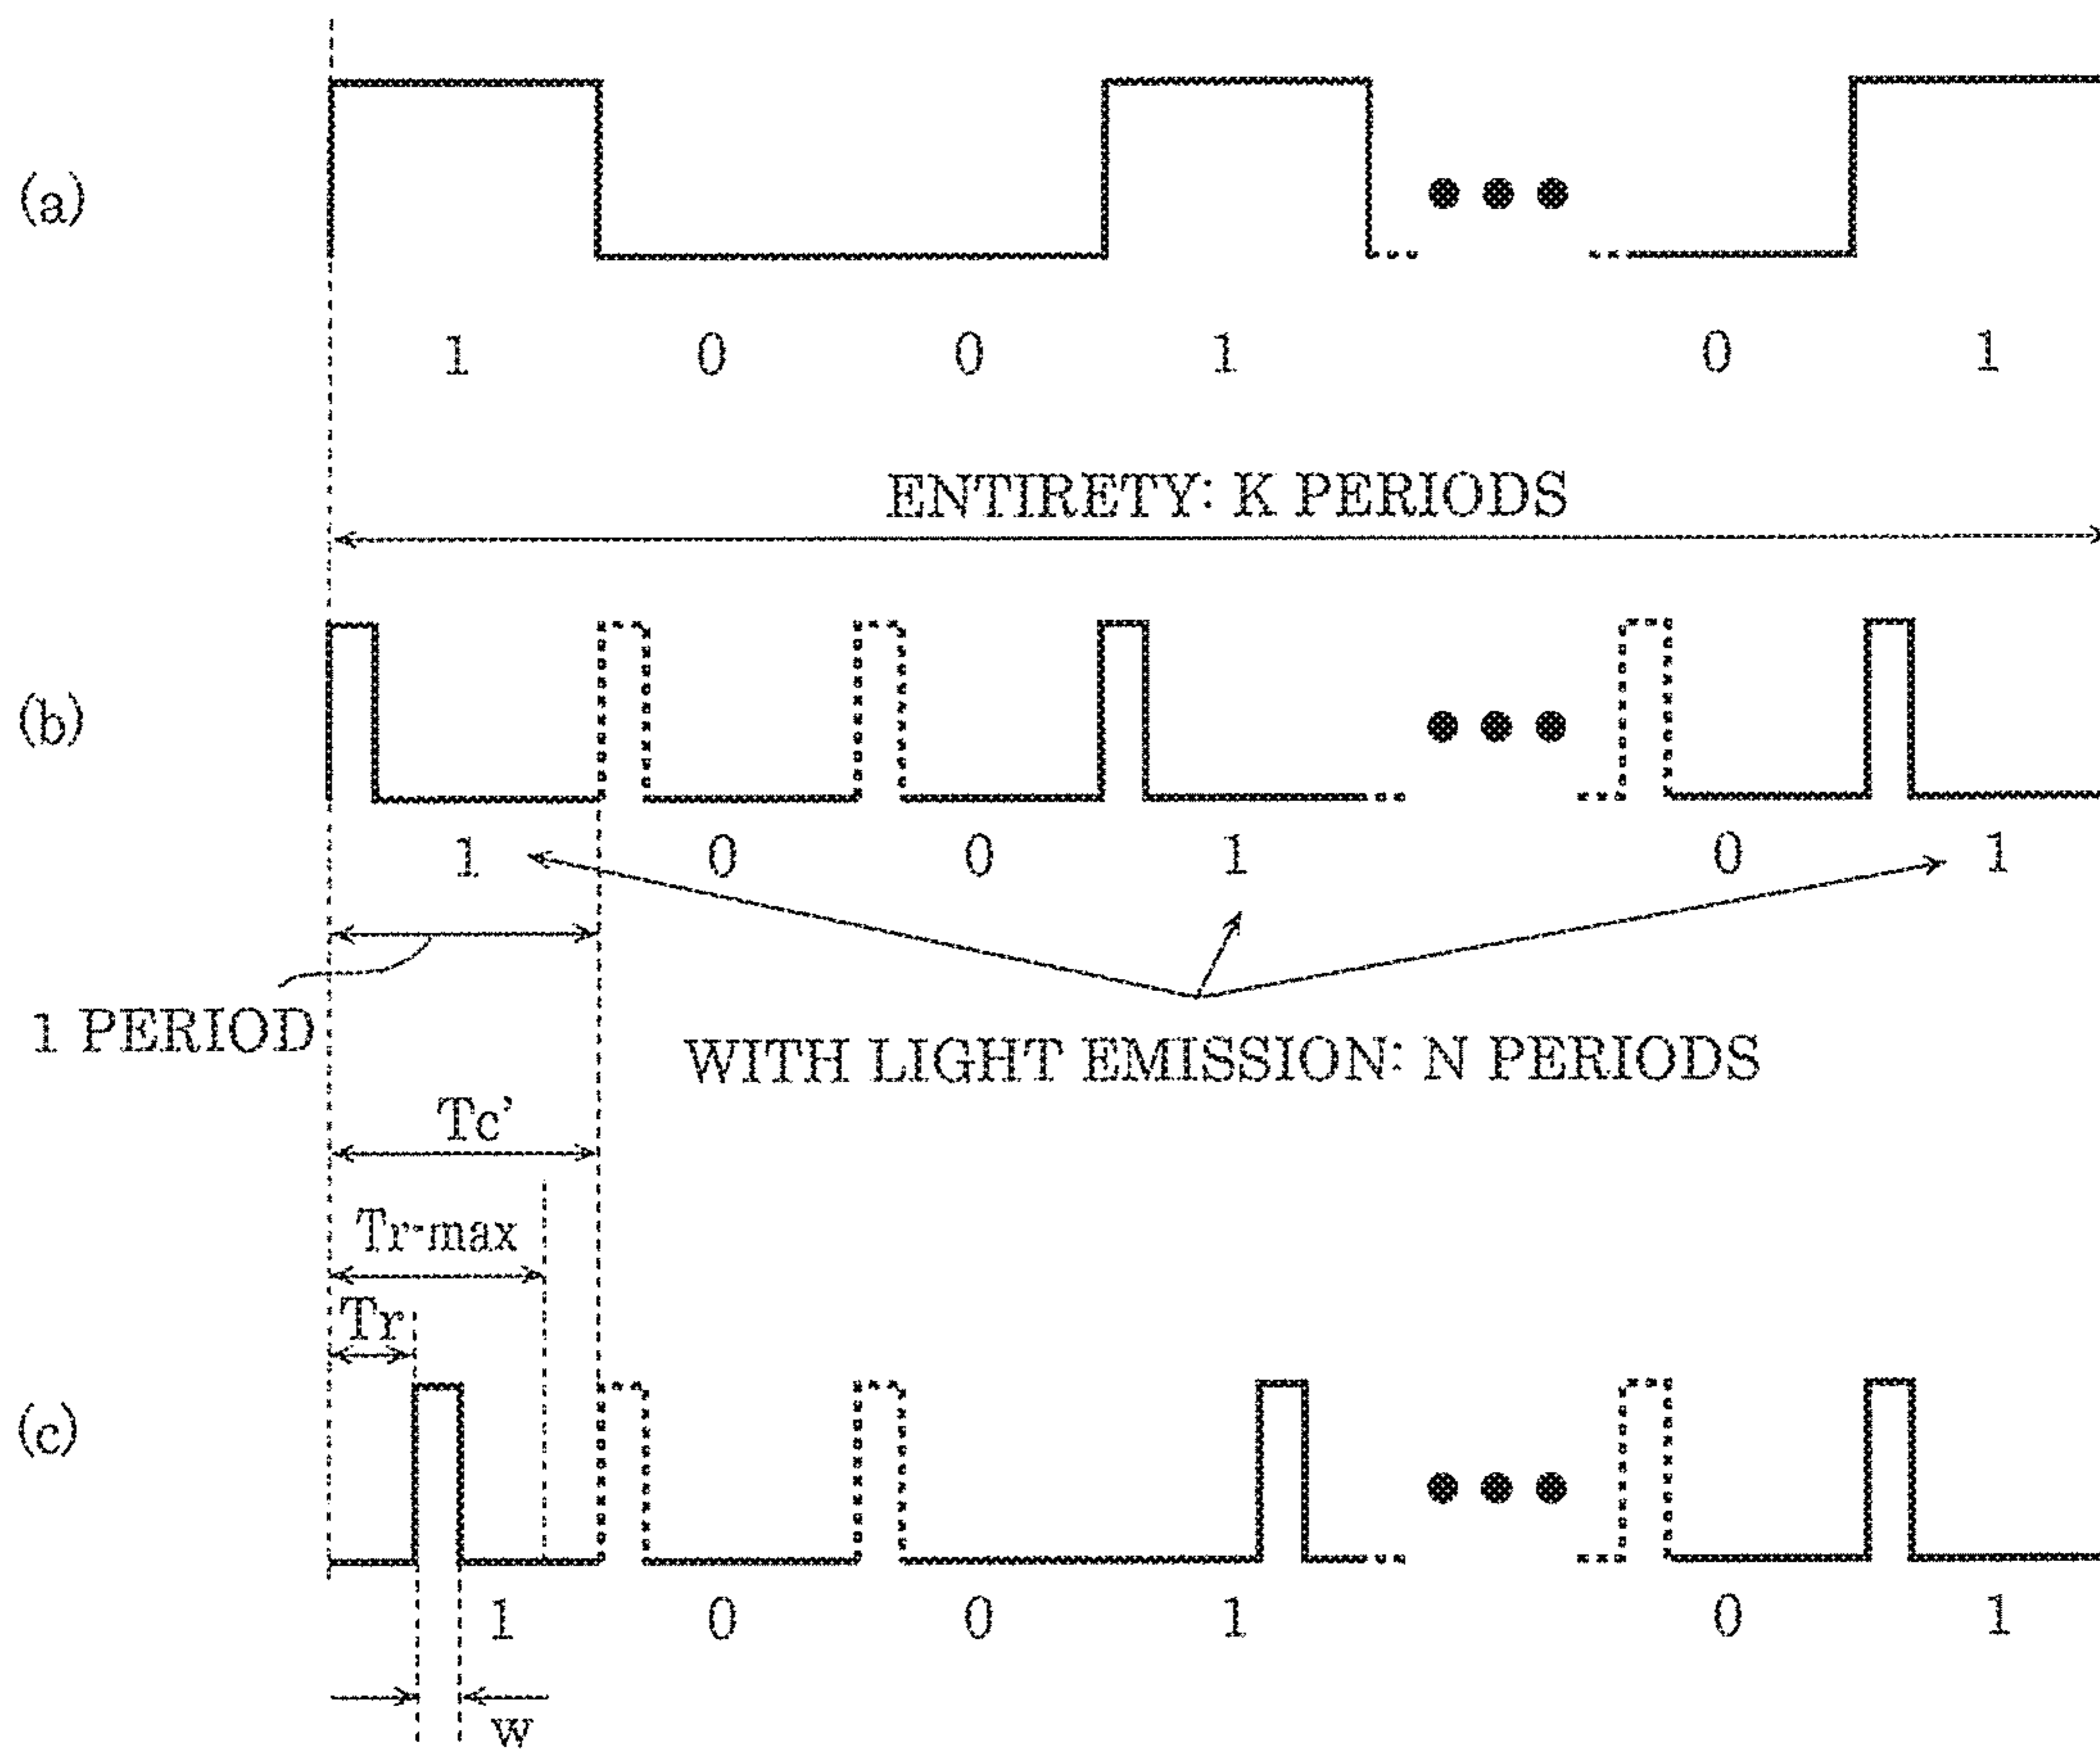 (a)
1 0 0 1 0 1
ENTIRETY: K PERIODS
(b)
1 0 0 1 0 1
1 PERIOD
WITH LIGHT EMISSION: N PERIODS
Tc'
Tr-max
Tr
(c)
1 0 0 1 0 1
w